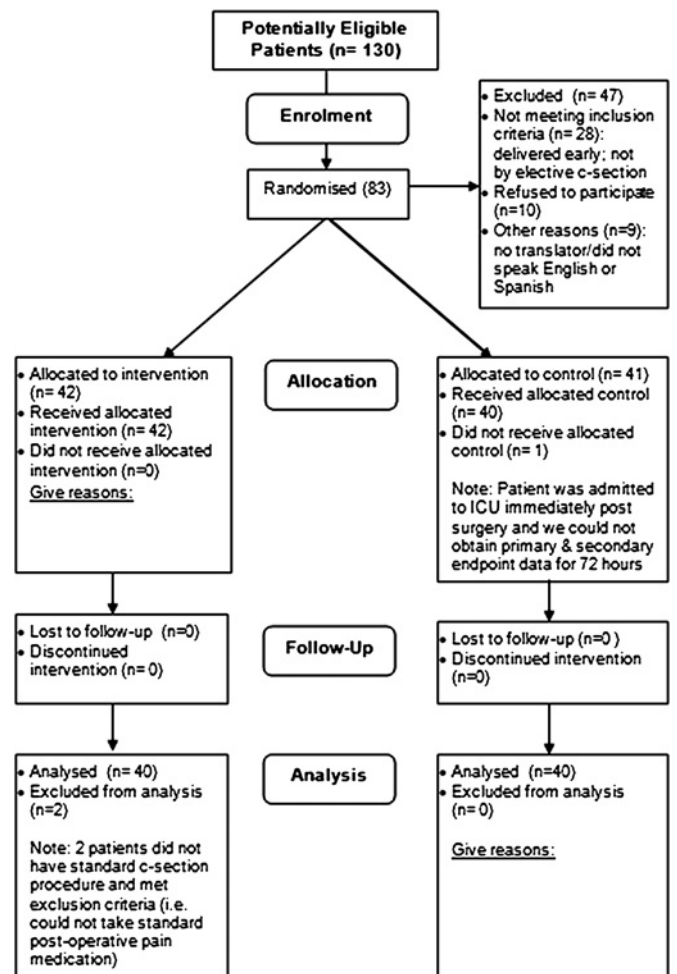 Potentially Eligible
Patients (n= 130)
Enrolment
• Excluded (n= 47)
• Not meeting inclusion
criteria (n= 28):
delivered early; not
by elective c-section
• Refused to participate
(n=10)
• Other reasons (n=9):
no translator/did not
speak English or
Spanish
Randomised (83)
• Allocated to intervention
(n= 42)
• Received allocated
intervention (n= 42)
• Did not receive allocated
intervention (n=0)
Give reasons:
Allocation
• Allocated to control (n= 41)
• Received allocated control
(n= 40)
• Did not receive allocated
control (n= 1)
Note: Patient was admitted
to ICU immediately post
surgery and we could not
obtain primary & secondary
endpoint data for 72 hours
• Lost to follow-up (n=0)
• Discontinued
intervention (n= 0)
Follow-Up
• Lost to follow-up (n=0 )
• Discontinued intervention
(n=0)
• Analysed (n= 40)
• Excluded from analysis
(n=2)
Note: 2 patients did not
have standard c-section
procedure and met
exclusion criteria (i.e.
could not take standard
post-operative pain
medication)
Analysis
• Analysed (n=40)
• Excluded from analysis
(n= 0)
Give reasons: